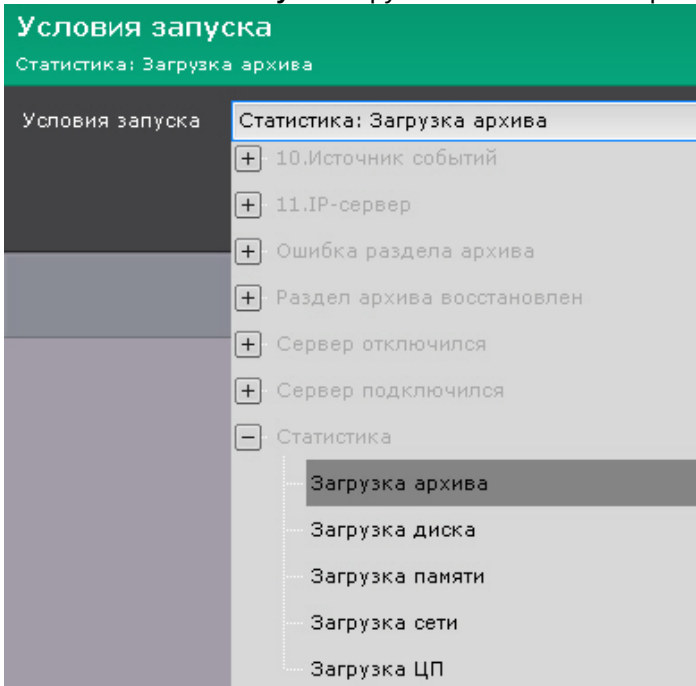 Условия запуска
Статистика: Загрузка архива
Условия запуска
Статистика: Загрузка архива
10.Источник событий
11.IP-сервер
Ошибка раздела архива
Раздел архива восстановлен
Сервер отключился
Сервер подключился
Статистика
Загрузка архива
Загрузка диска
Загрузка памяти
Загрузка сети
Загрузка ЦП